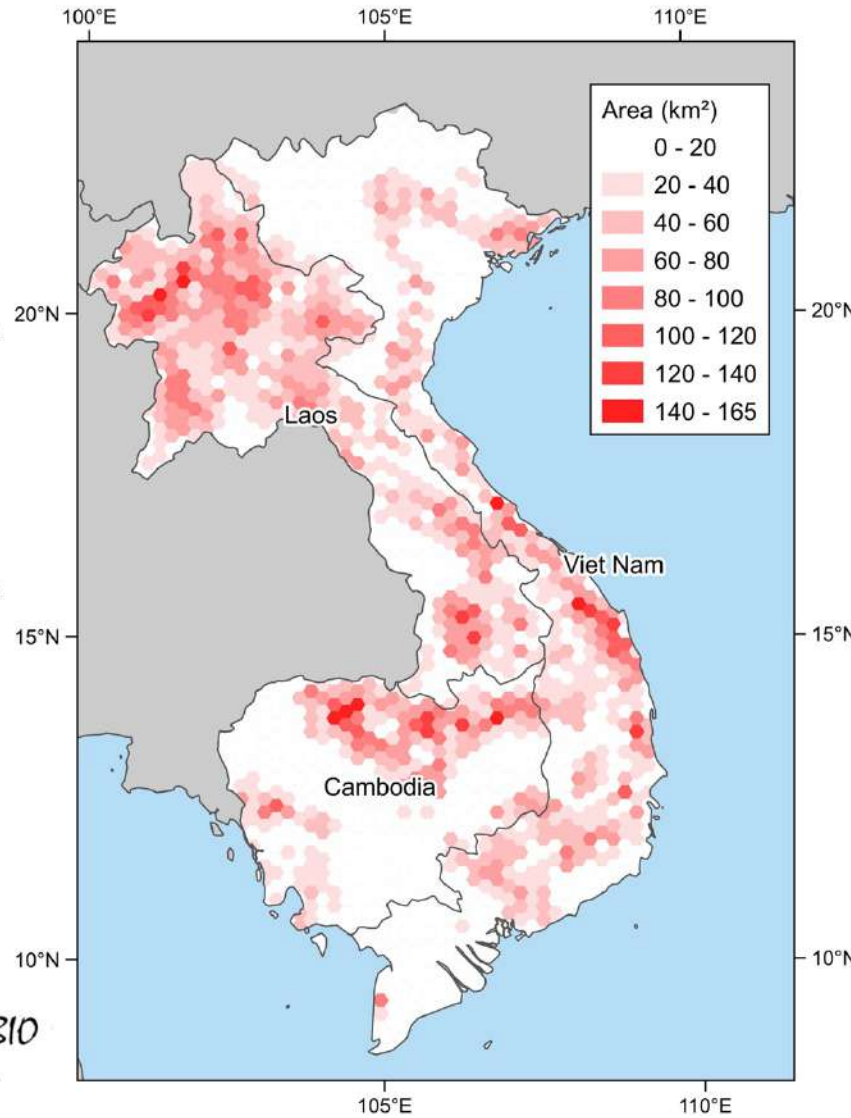 100°E 105°E 110°E
Area (km²)
0 - 20
20 - 40
40 - 60
60 - 80
80 - 100
100 - 120
120 - 140
140 - 165
20°N 20°N
Laos
Viet Nam
15°N 15°N
Cambodia
10°N 10°N
105°E 110°E